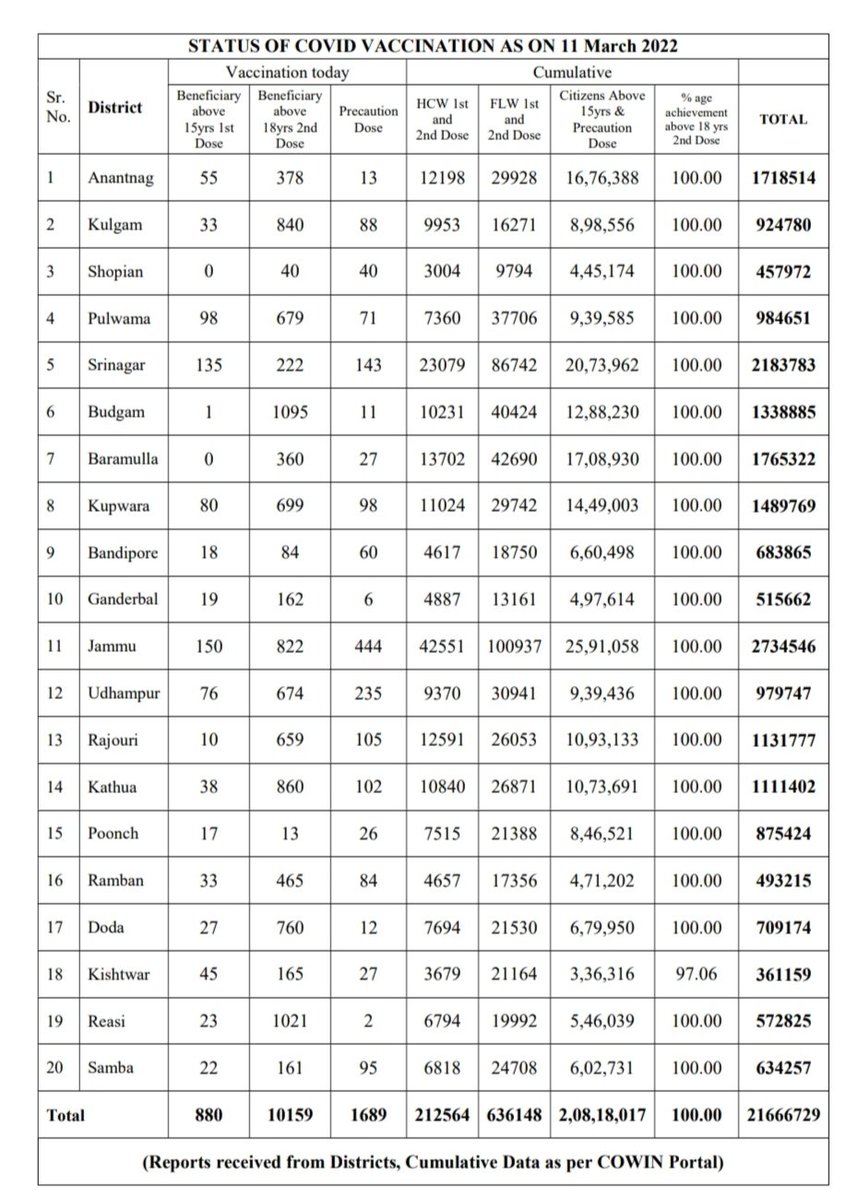 STATUS OF COVID VACCINATION AS ON 11 March 2022
Sr. No. District Vaccination today Cumulative
Beneficiary above 15yrs 1st Dose Beneficiary above 18yrs 2nd Dose Precaution Dose HCW 1st and 2nd Dose FLW 1st and 2nd Dose Citizens Above 15yrs & Precaution Dose % age achievement above 18 yrs 2nd Dose TOTAL
1 Anantnag 55 378 13 12198 29928 16,76,388 100.00 1718514
2 Kulgam 33 840 88 9953 16271 8,98,556 100.00 924780
3 Shopian 0 40 40 3004 9794 4,45,174 100.00 457972
4 Pulwama 98 679 71 7360 37706 9,39,585 100.00 984651
5 Srinagar 135 222 143 23079 86742 20,73,962 100.00 2183783
6 Budgam 1 1095 11 10231 40424 12,88,230 100.00 1338885
7 Baramulla 0 360 27 13702 42690 17,08,930 100.00 1765322
8 Kupwara 80 699 98 11024 29742 14,49,003 100.00 1489769
9 Bandipore 18 84 60 4617 18750 6,60,498 100.00 683865
10 Ganderbal 19 162 6 4887 13161 4,97,614 100.00 515662
11 Jammu 150 822 444 42551 100937 25,91,058 100.00 2734546
12 Udhampur 76 674 235 9370 30941 9,39,436 100.00 979747
13 Rajouri 10 659 105 12591 26053 10,93,133 100.00 1131777
14 Kathua 38 860 102 10840 26871 10,73,691 100.00 1111402
15 Poonch 17 13 26 7515 21388 8,46,521 100.00 875424
16 Ramban 33 465 84 4657 17356 4,71,202 100.00 493215
17 Doda 27 760 12 7694 21530 6,79,950 100.00 709174
18 Kishtwar 45 165 27 3679 21164 3,36,316 97.06 361159
19 Reasi 23 1021 2 6794 19992 5,46,039 100.00 572825
20 Samba 22 161 95 6818 24708 6,02,731 100.00 634257
Total 880 10159 1689 212564 636148 2,08,18,017 100.00 21666729
(Reports received from Districts, Cumulative Data as per COWIN Portal)